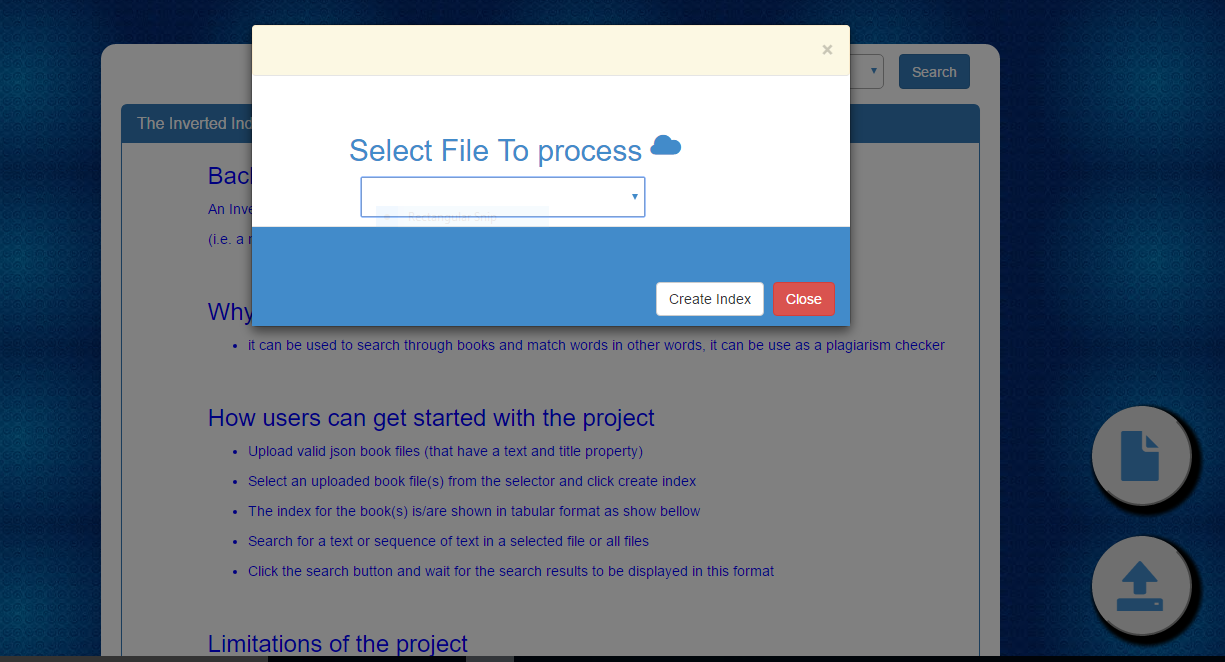 ×
Search
The Inverted Ind
Select File To process
Rectangular Snip
An Inve
(i.e. a
Create Index
Close
Why
it can be used to search through books and match words in other words, it can be use as a plagiarism checker
How users can get started with the project
Upload valid json book files (that have a text and title property)
Select an uploaded book file(s) from the selector and click create index
The index for the book(s) is/are shown in tabular format as show bellow
Search for a text or sequence of text in a selected file or all files
Click the search button and wait for the search results to be displayed in this format
Limitations of the project